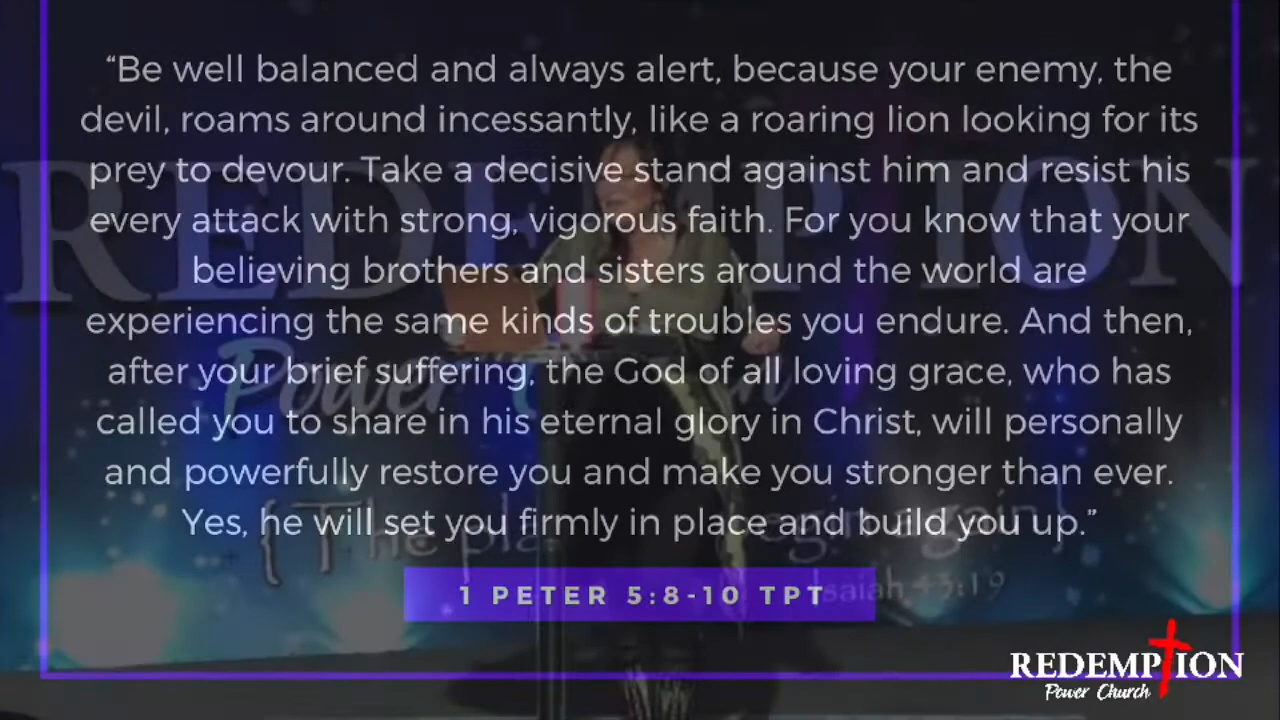 “Be well balanced and always alert, because your enemy, the
devil, roams around incessantly, like a roaring lion looking for its
prey to devour. Take a decisive stand against him and resist his
every attack with strong, vigorous faith. For you know that your
believing brothers and sisters around the world are
experiencing the same kinds of troubles you endure. And then,
after your brief suffering, the God of all loving grace, who has
called you to share in his eternal glory in Christ, will personally
and powerfully restore you and make you stronger than ever.
Yes, he will set you firmly in place and build you up.”
1 PETER 5:8-10 TPT
REDEMPTION
Power Church
REDEMPTION
Power
{The
again}